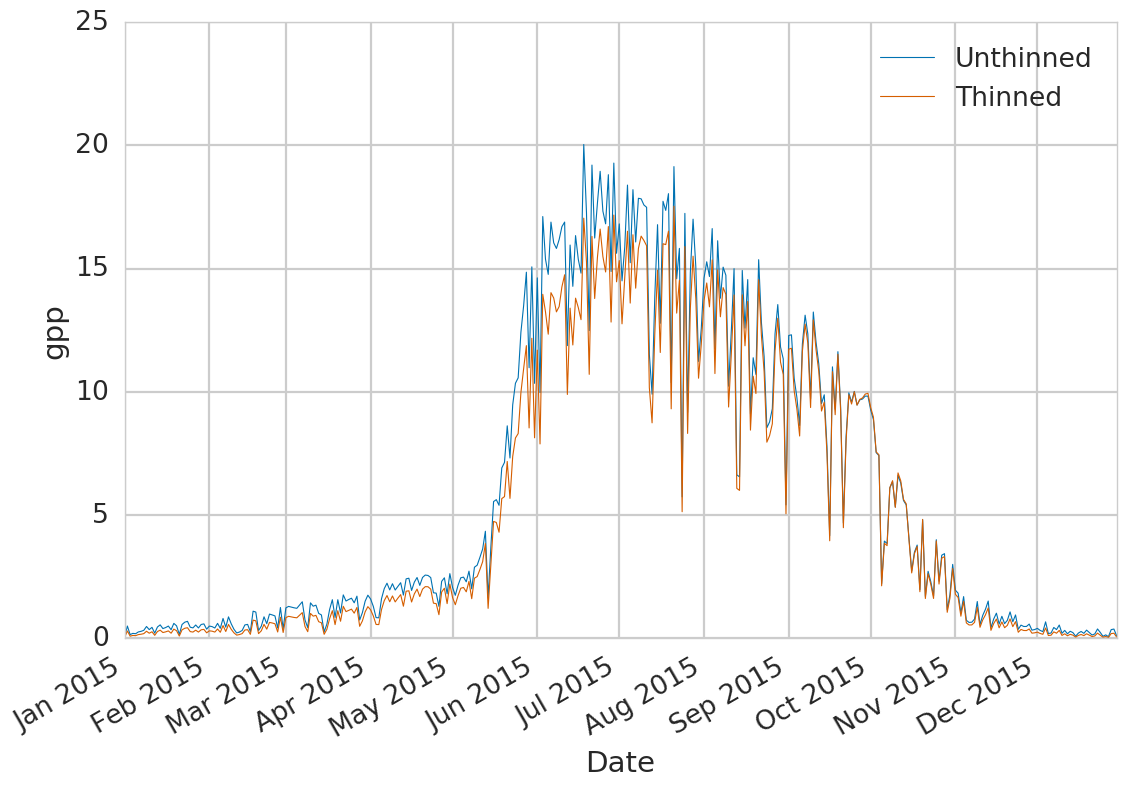 25
20
15
10
5
0
gpp
Unthinned
Thinned
Jan 2015
Feb 2015
Mar 2015
Apr 2015
May 2015
Jun 2015
Jul 2015
Aug 2015
Sep 2015
Oct 2015
Nov 2015
Dec 2015
Date